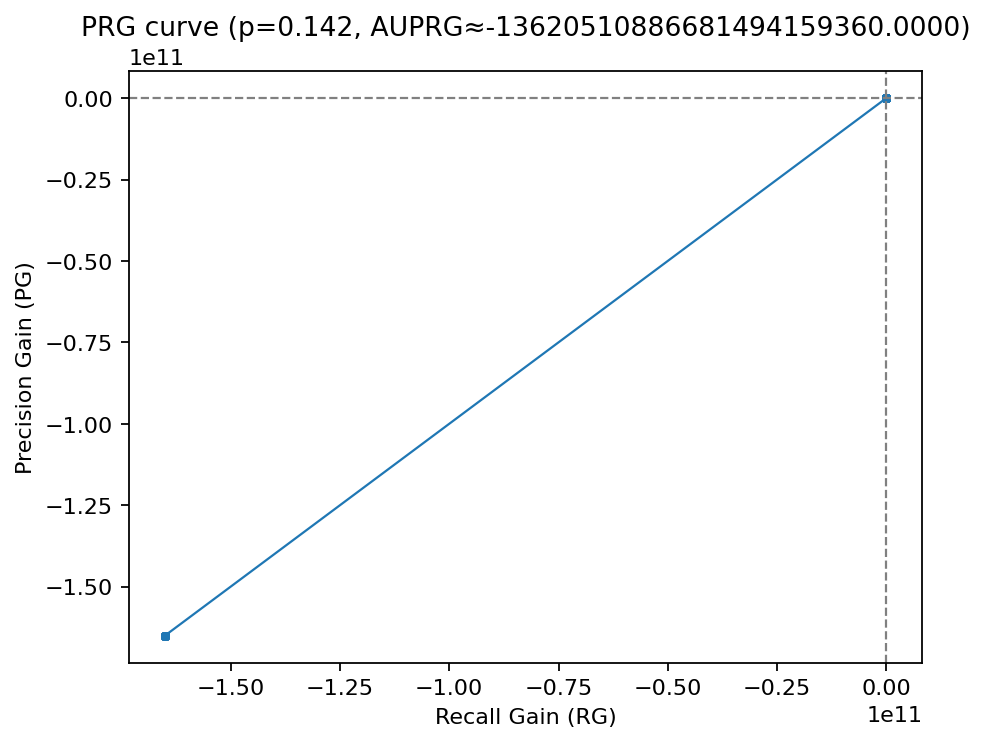 PRG curve (p=0.142, AUPRG≈-13620510886681494159360.0000)
1e11
0.00
−0.25
−0.50
−0.75
−1.00
−1.25
−1.50
Precision Gain (PG)
−1.50 −1.25 −1.00 −0.75 −0.50 −0.25 0.00
1e11
Recall Gain (RG)